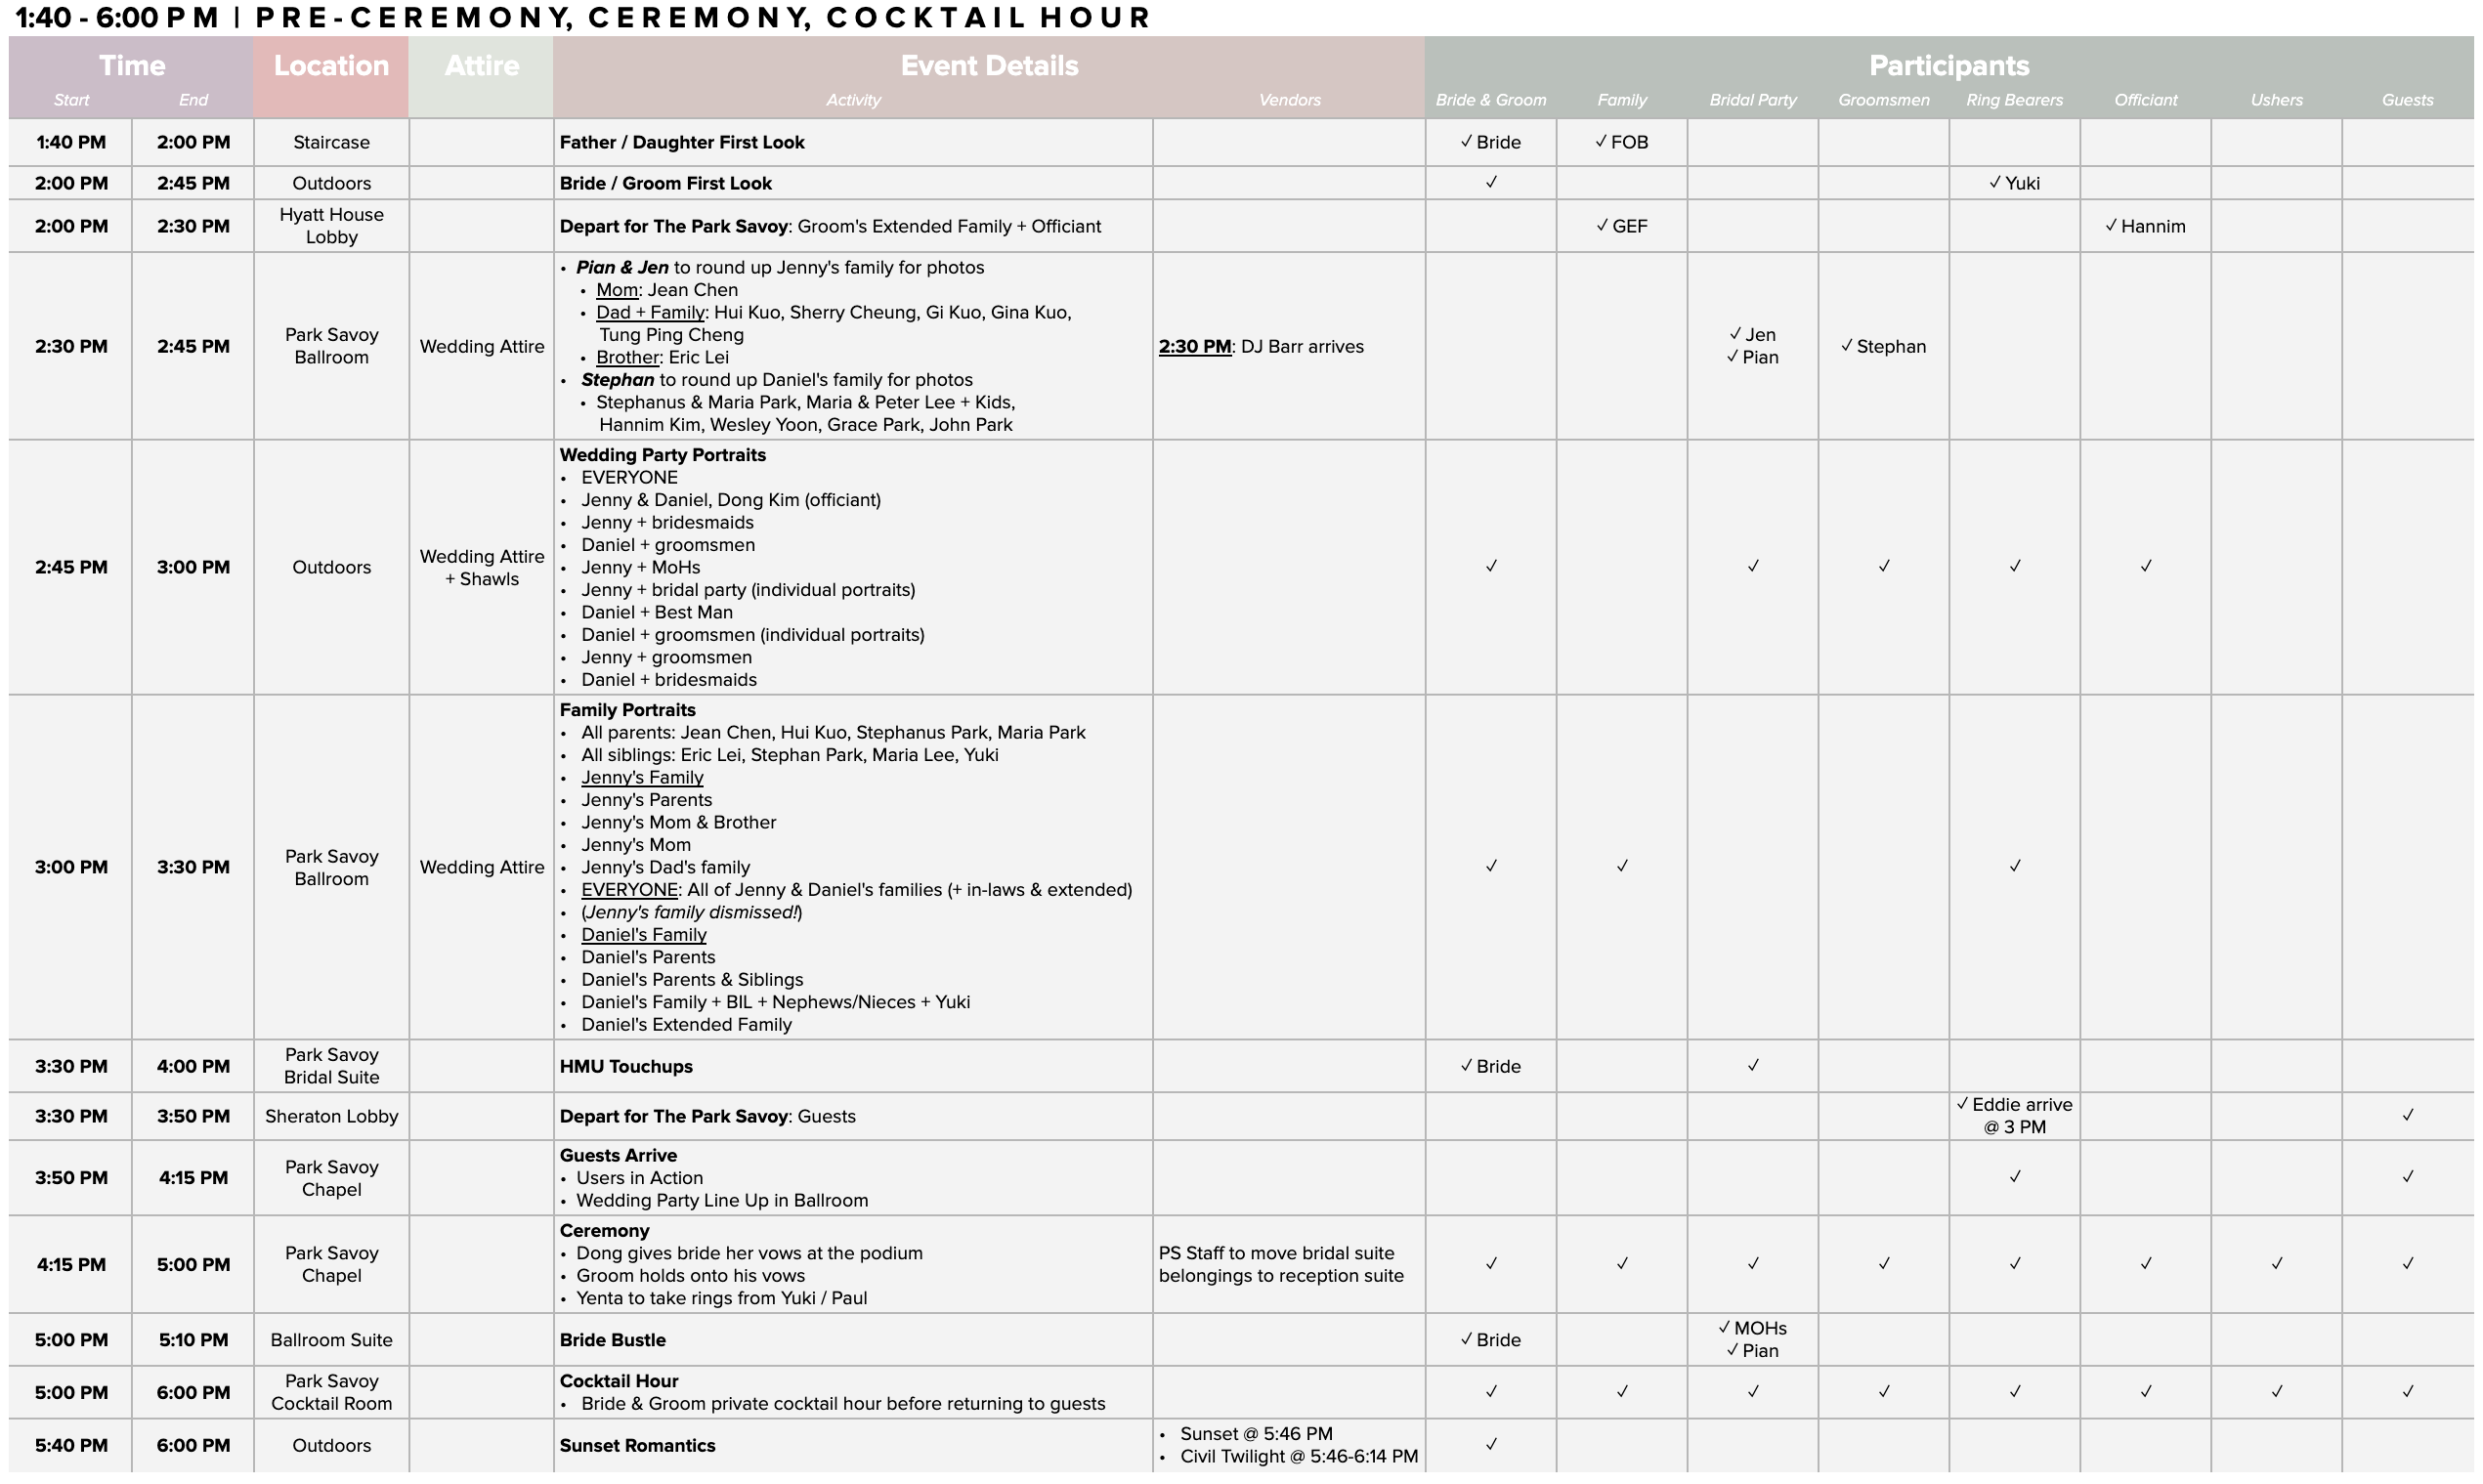 1:40 - 6:00 PM | PRE-CEREMONY, CEREMONY, COCKTAIL HOUR
Time Location Attire Event Details Participants
Start End Activity Vendors Bride & Groom Family Bridal Party Groomsmen Ring Bearers Officiant Ushers Guests
1:40 PM 2:00 PM Staircase Father / Daughter First Look ✓ Bride ✓ FOB
2:00 PM 2:45 PM Outdoors Bride / Groom First Look ✓ ✓ Yuki
2:00 PM 2:30 PM Hyatt House
Lobby
Depart for The Park Savoy: Groom's Extended Family + Officiant ✓ GEF ✓ Hannim
2:30 PM 2:45 PM Park Savoy
Ballroom
Wedding Attire
• Pian & Jen to round up Jenny's family for photos
• Mom: Jean Chen
• Dad + Family: Hui Kuo, Sherry Cheung, Gi Kuo, Gina Kuo,
Tung Ping Cheng
• Brother: Eric Lei
• Stephan to round up Daniel's family for photos
• Stephanus & Maria Park, Maria & Peter Lee + Kids,
Hannim Kim, Wesley Yoon, Grace Park, John Park
2:30 PM: DJ Barr arrives
✓ Jen
✓ Pian
✓ Stephan
2:45 PM 3:00 PM Outdoors Wedding Attire
+ Shawls
Wedding Party Portraits
• EVERYONE
• Jenny & Daniel, Dong Kim (officiant)
• Jenny + bridesmaids
• Daniel + groomsmen
• Jenny + MoHs
• Jenny + bridal party (individual portraits)
• Daniel + Best Man
• Daniel + groomsmen (individual portraits)
• Jenny + groomsmen
• Daniel + bridesmaids
✓ ✓ ✓ ✓ ✓
3:00 PM 3:30 PM Park Savoy
Ballroom
Wedding Attire
Family Portraits
• All parents: Jean Chen, Hui Kuo, Stephanus Park, Maria Park
• All siblings: Eric Lei, Stephan Park, Maria Lee, Yuki
• Jenny's Family
• Jenny's Parents
• Jenny's Mom & Brother
• Jenny's Mom
• Jenny's Dad's family
• EVERYONE: All of Jenny & Daniel's families (+ in-laws & extended)
• (Jenny's family dismissed!)
• Daniel's Family
• Daniel's Parents
• Daniel's Parents & Siblings
• Daniel's Family + BIL + Nephews/Nieces + Yuki
• Daniel's Extended Family
✓ ✓ ✓
3:30 PM 4:00 PM Park Savoy
Bridal Suite
HMU Touchups ✓ Bride ✓
3:30 PM 3:50 PM Sheraton Lobby Depart for The Park Savoy: Guests ✓ Eddie arrive
@ 3 PM
✓
3:50 PM 4:15 PM Park Savoy
Chapel
Guests Arrive
• Users in Action
• Wedding Party Line Up in Ballroom
✓ ✓
4:15 PM 5:00 PM Park Savoy
Chapel
Ceremony
• Dong gives bride her vows at the podium
• Groom holds onto his vows
• Yenta to take rings from Yuki / Paul
PS Staff to move bridal suite
belongings to reception suite
✓ ✓ ✓ ✓ ✓ ✓ ✓ ✓
5:00 PM 5:10 PM Ballroom Suite Bride Bustle ✓ Bride ✓ MOHs
✓ Pian
5:00 PM 6:00 PM Park Savoy
Cocktail Room
Cocktail Hour
• Bride & Groom private cocktail hour before returning to guests
✓ ✓ ✓ ✓ ✓ ✓ ✓ ✓
5:40 PM 6:00 PM Outdoors Sunset Romantics
• Sunset @ 5:46 PM
• Civil Twilight @ 5:46-6:14 PM
✓